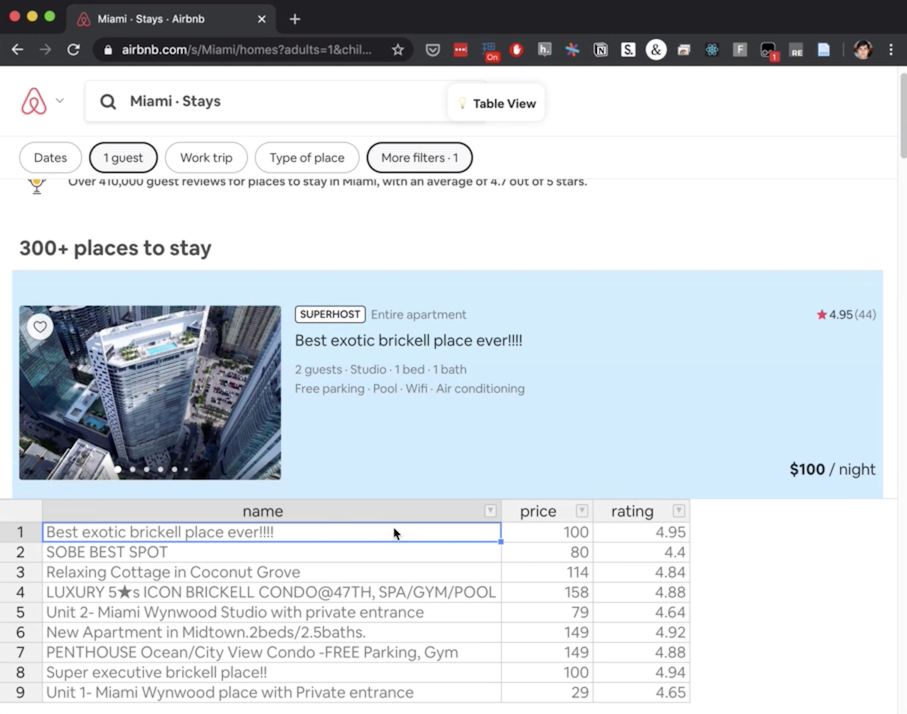 Miami · Stays · Airbnb
airbnb.com/s/Miami/homes?adults=1&chil...
On
h.
S.
&
F
1
RE
Miami · Stays
Table View
Dates
1 guest
Work trip
Type of place
More filters · 1
Over 410,000 guest reviews for places to stay in Miami, with an average of 4.7 out of 5 stars.
300+ places to stay
SUPERHOST Entire apartment
4.95 (44)
Best exotic brickell place ever!!!!
2 guests · Studio · 1 bed · 1 bath
Free parking · Pool · Wifi · Air conditioning
$100 / night
name price rating
1 Best exotic brickell place ever!!!! 100 4.95
2 SOBE BEST SPOT 80 4.4
3 Relaxing Cottage in Coconut Grove 114 4.84
4 LUXURY 5★s ICON BRICKELL CONDO@47TH, SPA/GYM/POOL 158 4.88
5 Unit 2- Miami Wynwood Studio with private entrance 79 4.64
6 New Apartment in Midtown.2beds/2.5baths. 149 4.92
7 PENTHOUSE Ocean/City View Condo -FREE Parking, Gym 149 4.88
8 Super executive brickell place!! 100 4.94
9 Unit 1- Miami Wynwood place with Private entrance 29 4.65